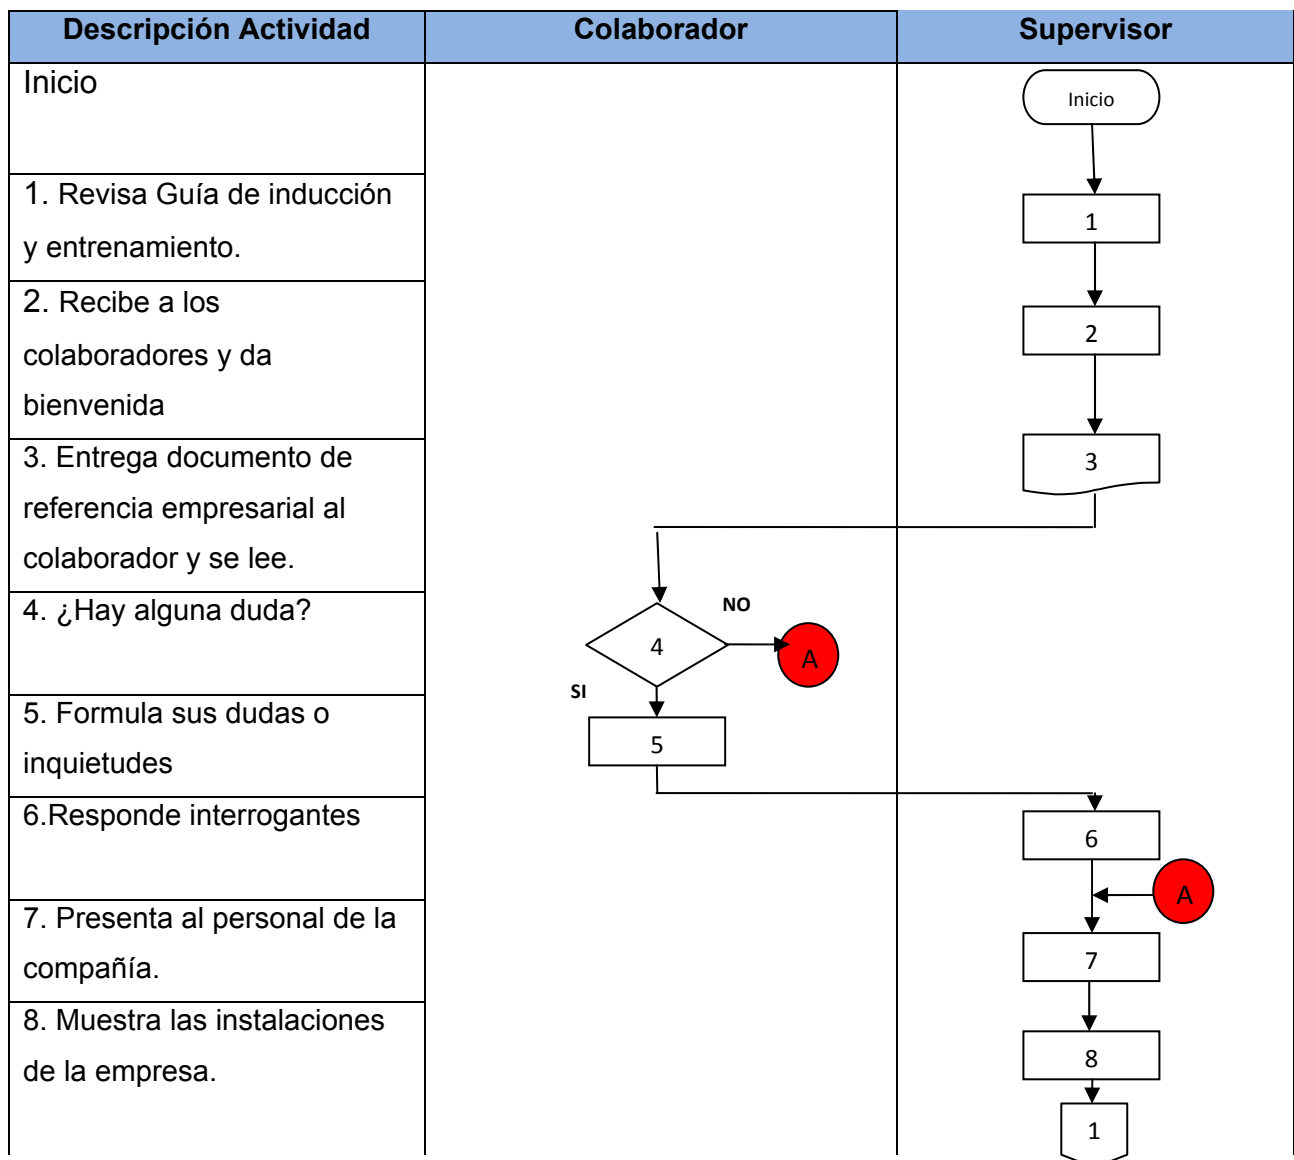 Descripción Actividad
Colaborador
Supervisor
Inicio
Inicio
1. Revisa Guía de inducción
y entrenamiento.
1
2. Recibe a los
colaboradores y da
bienvenida
2
3. Entrega documento de
referencia empresarial al
colaborador y se lee.
3
4. ¿Hay alguna duda?
NO
4
A
SI
5. Formula sus dudas o
inquietudes
5
6.Responde interrogantes
6
A
7. Presenta al personal de la
compañía.
7
8. Muestra las instalaciones
de la empresa.
8
1